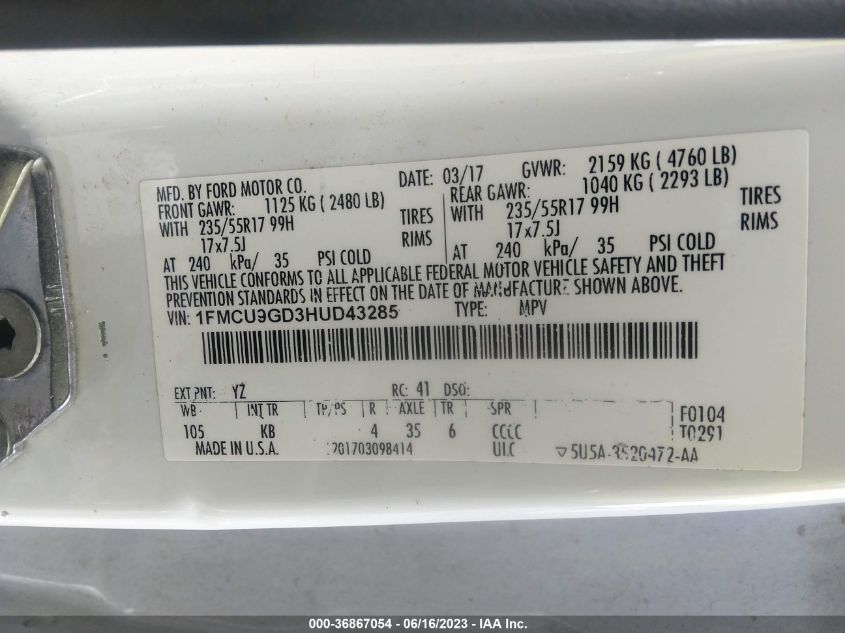 MFD. BY FORD MOTOR CO. DATE: 03/17 GVWR: 2159 KG ( 4760 LB)
FRONT GAWR: 1125 KG ( 2480 LB) REAR GAWR: 1040 KG ( 2293 LB)
WITH 235/55R17 99H TIRES WITH 235/55R17 99H TIRES
17x7.5J RIMS 17x7.5J RIMS
AT 240 kPa/ 35 PSI COLD AT 240 kPa/ 35 PSI COLD
THIS VEHICLE CONFORMS TO ALL APPLICABLE FEDERAL MOTOR VEHICLE SAFETY AND THEFT
PREVENTION STANDARDS IN EFFECT ON THE DATE OF MANUFACTURE SHOWN ABOVE.
VIN: 1FMCU9GD3HUD43285 TYPE: MPV
EXT PNT: YZ RC: 41 DSO:
WB INT TR TP/PS R AXLE TR SPR F0104
105 KB 4 35 6 CCCC T0291
MADE IN U.S.A. 201703098414 UIC
000-36867054 - 06/16/2023 - IAA Inc.